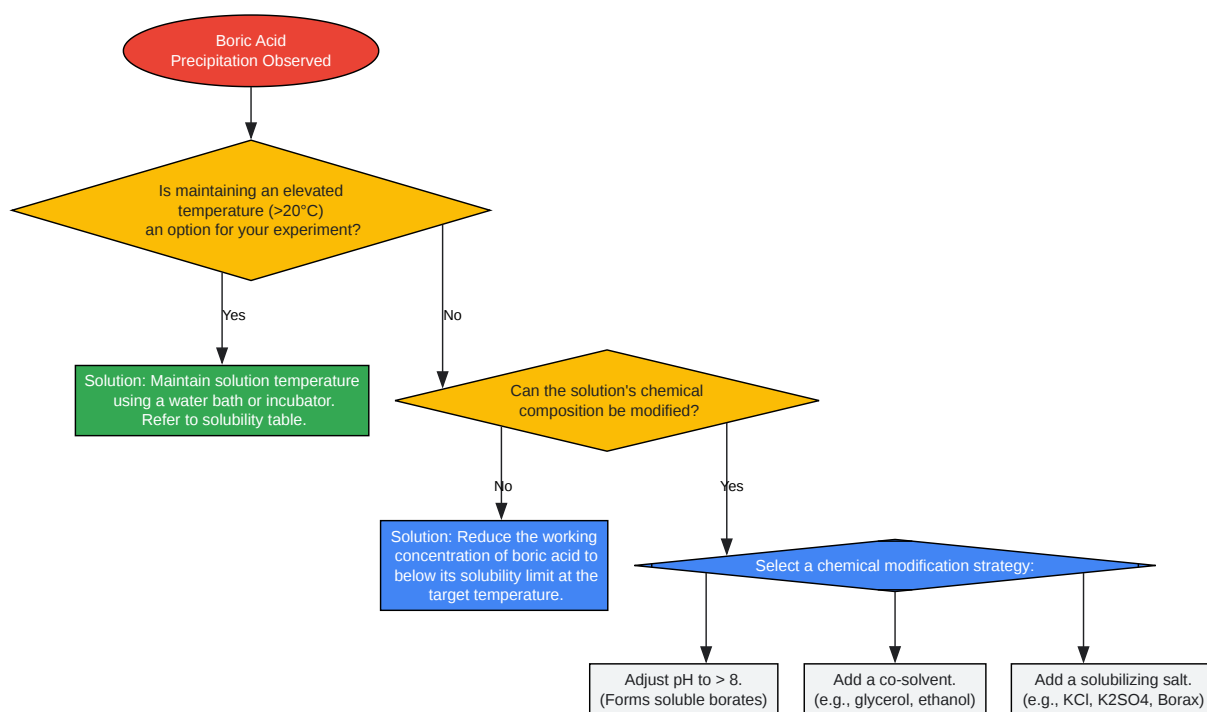 Boric Acid
Precipitation Observed
Is maintaining an elevated
temperature (>20°C)
an option for your experiment?
Yes
No
Solution: Maintain solution temperature
using a water bath or incubator.
Refer to solubility table.
Can the solution's chemical
composition be modified?
No
Yes
Solution: Reduce the working
concentration of boric acid to
below its solubility limit at the
target temperature.
Select a chemical modification strategy:
Adjust pH to > 8.
(Forms soluble borates)
Add a co-solvent.
(e.g., glycerol, ethanol)
Add a solubilizing salt.
(e.g., KCl, K2SO4, Borax)